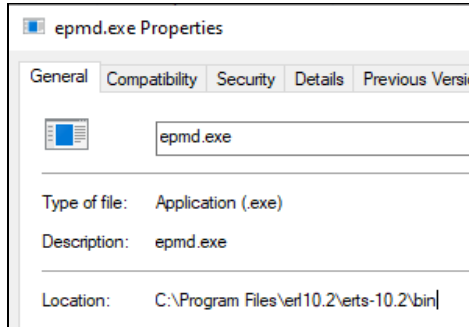 epmd.exe Properties
General Compatibility Security Details Previous Versi
epmd.exe
Type of file: Application (.exe)
Description: epmd.exe
Location: C:\Program Files\erl10.2\erts-10.2\bin